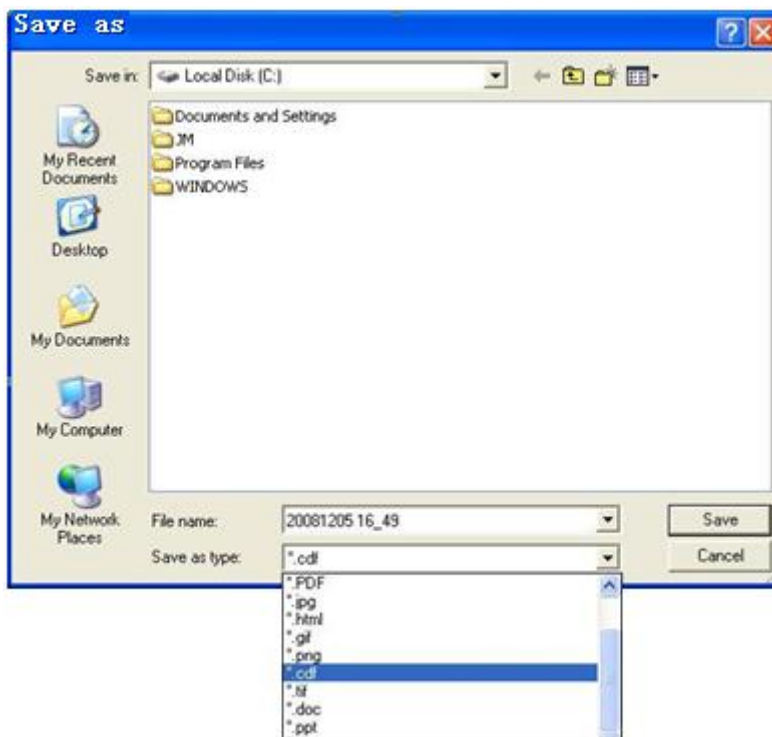 Save as
Save in: Local Disk (C:)
My Recent
Documents
Desktop
My Documents
My Computer
My Network
Places
Documents and Settings
JM
Program Files
WINDOWS
File name: 20081205 16_49 Save
Save as type: *.cdf Cancel
*.PDF
*.jpg
*.html
*.gif
*.png
*.cdf
*.tif
*.doc
*.ppt